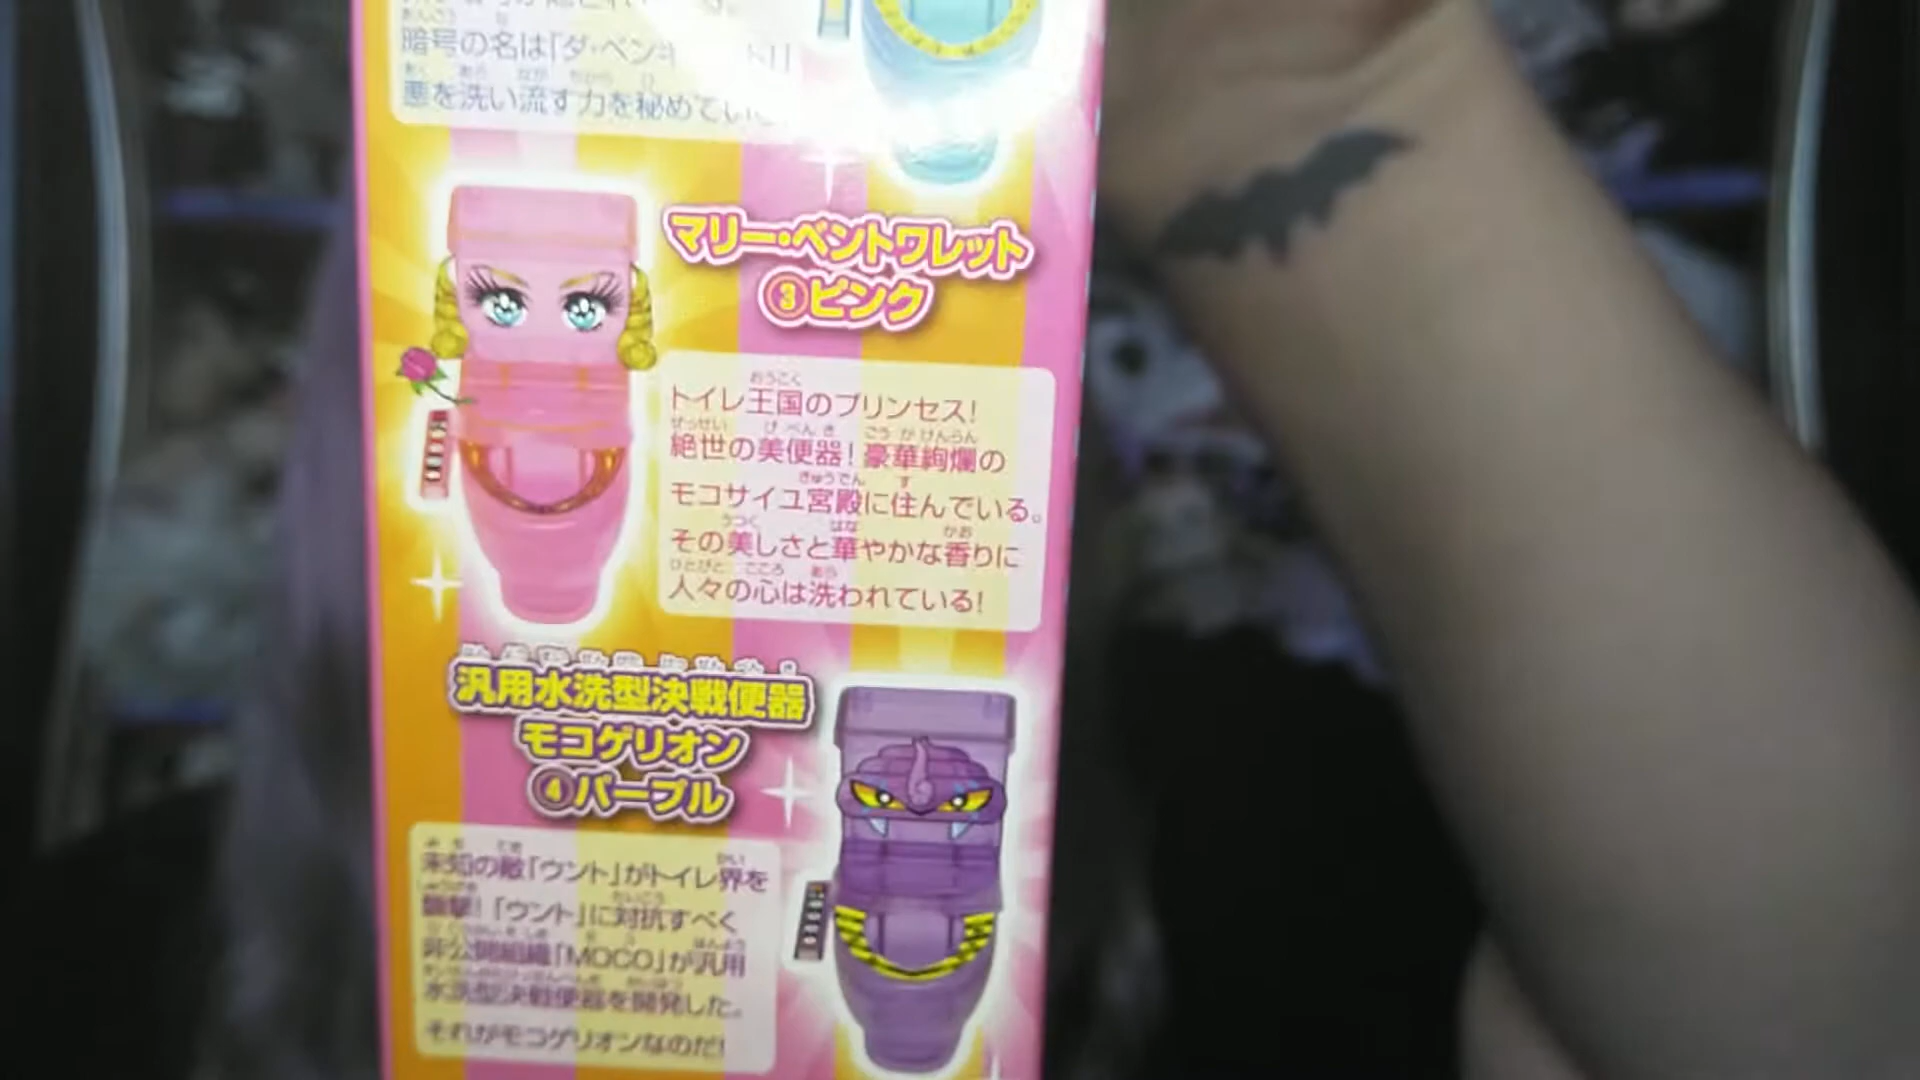 暗号の名は「ダ・ベン
悪を洗い流す力を秘めてい
マリー・ベントワレット
③ピンク
トイレ王国のプリンセス!
絶世の美便器!豪華絢爛の
モコサイユ宮殿に住んでいる。
その美しさと華やかな香りに
人々の心は洗われている!
汎用水洗型決戦便器
モコゲリオン
④パープル
未知の敵「ウント」がトイレ界を
襲撃!「ウント」に対抗すべく
非公開組織「MOCO」が汎用
水洗型決戦便器を開発した。
それがモコゲリオンなのだ!